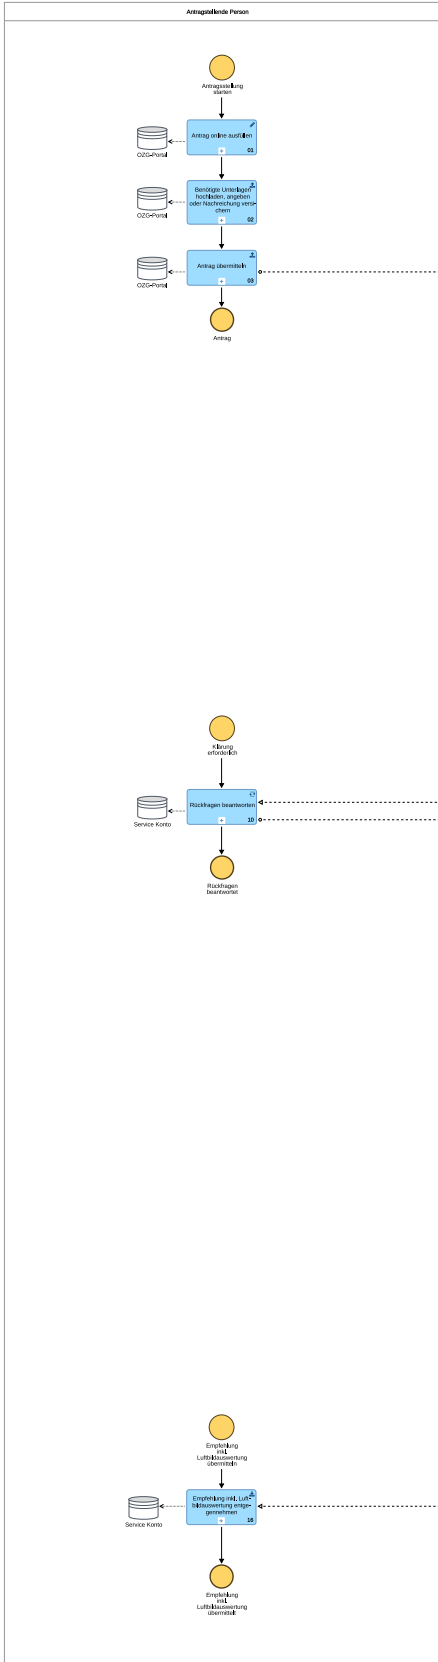 Antragstellende Person
Antragsstellung
starten
Antrag online ausfüllen
01
OZG-Portal
Benötigte Unterlagen
hochladen, angeben
oder Nachreichung versi-
chern
02
OZG-Portal
Antrag übermitteln
03
OZG-Portal
Antrag
Klärung
erforderlich
Rückfragen beantworten
10
Service Konto
Rückfragen
beantwortet
Empfehlung
inkl.
Luftbildauswertung
übermitteln
Empfehlung inkl. Luft-
bildauswertung entge-
gennehmen
16
Service Konto
Empfehlung
inkl.
Luftbildauswertung
übermittelt